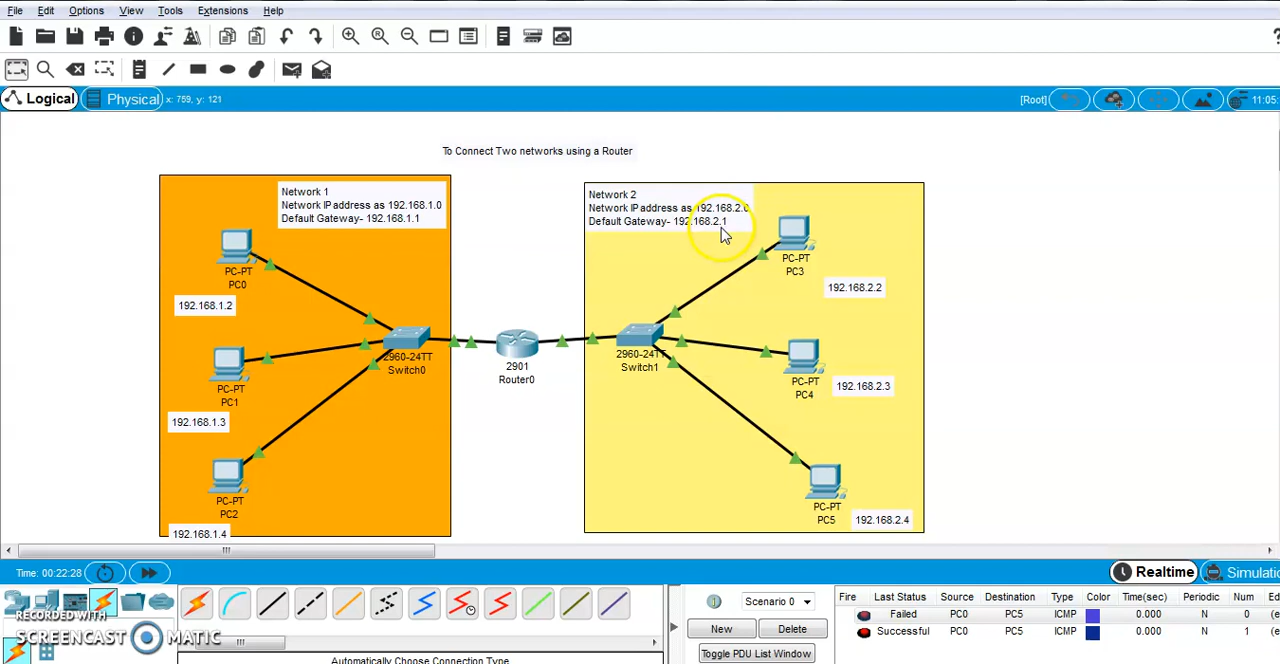 File Edit Options View Tools Extensions Help
?
Logical Physical x: 759, y: 121 [Root] 11:05:
To Connect Two networks using a Router
Network 1
Network IP address as 192.168.1.0
Default Gateway- 192.168.1.1
Network 2
Network IP address as 192.168.2.0
Default Gateway- 192.168.2.1
PC-PT
PC0
192.168.1.2
PC-PT
PC1
192.168.1.3
PC-PT
PC2
192.168.1.4
2960-24TT
Switch0
2901
Router0
2960-24TT
Switch1
PC-PT
PC3
192.168.2.2
PC-PT
PC4
192.168.2.3
PC-PT
PC5
192.168.2.4
Time: 00:22:28 Realtime Simulatio
RECORDED WITH
SCREENCAST MATIC
Automatically Choose Connection Type
Scenario 0
New Delete
Toggle PDU List Window
Fire Last Status Source Destination Type Color Time(sec) Periodic Num Ed
Failed PC0 PC5 ICMP 0.000 N 0 (e
Successful PC0 PC5 ICMP 0.000 N 1 (e